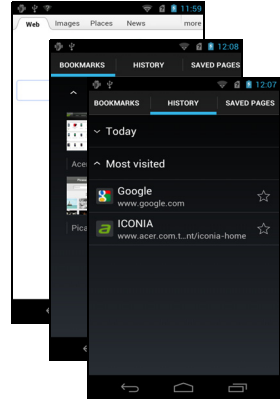 11:59
Web Images Places News more
12:08
BOOKMARKS HISTORY SAVED PAGES
Acer
Pica
12:07
BOOKMARKS HISTORY SAVED PAGES
Today
Most visited
Google
www.google.com
ICONIA
www.acer.com.t...nt/iconia-home